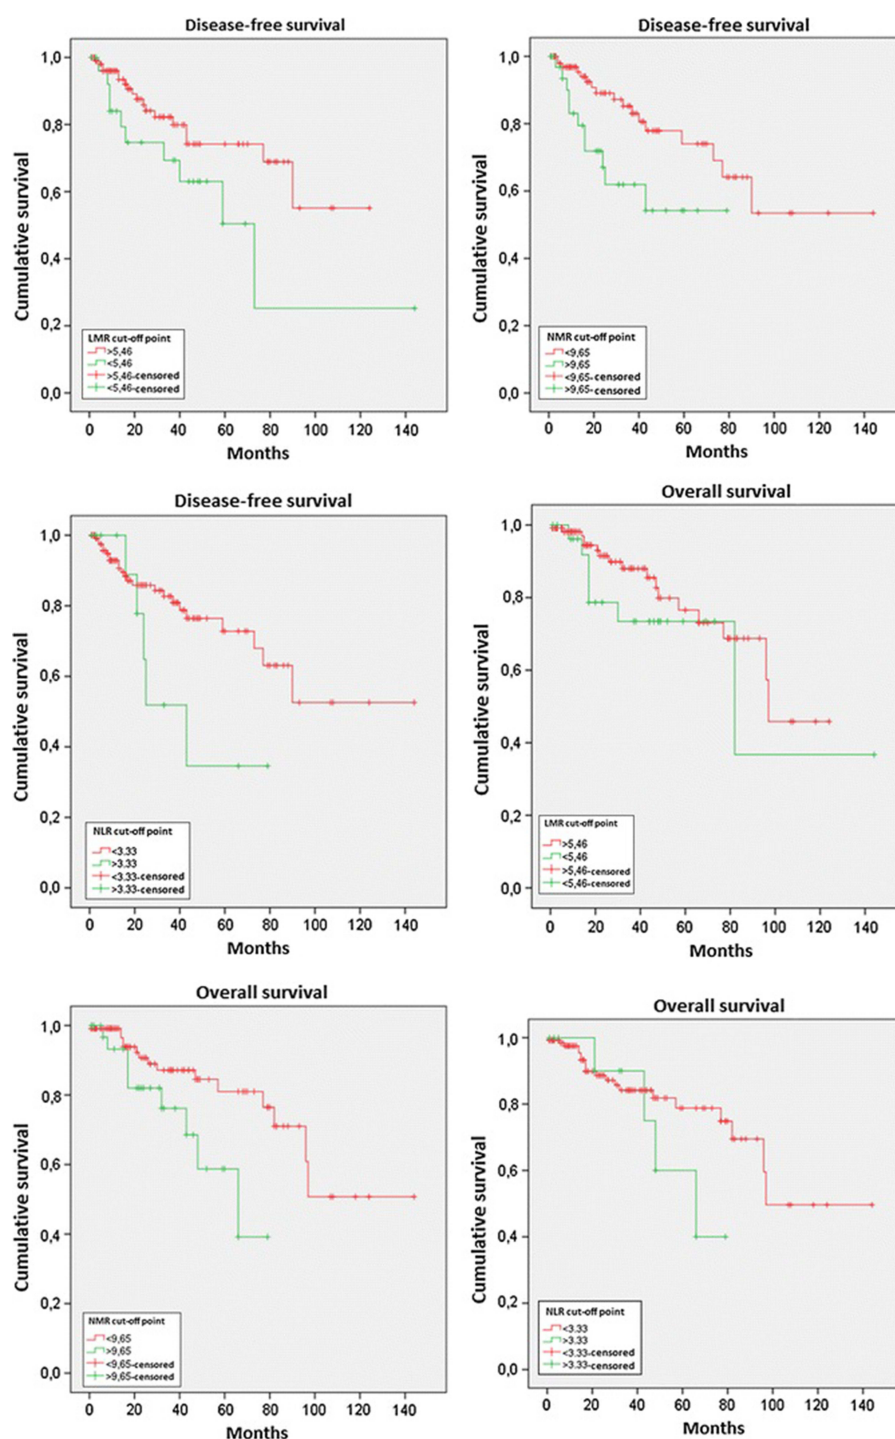 Disease-free survival
Cumulative survival
1,0
0,8
0,6
0,4
0,2
0,0
LMR cut-off point
>5,46
<5,46
>5,46-censored
<5,46-censored
0 20 40 60 80 100 120 140
Months
Disease-free survival
Cumulative survival
1,0
0,8
0,6
0,4
0,2
0,0
NMR cut-off point
<9,65
>9,65
<9,65-censored
>9,65-censored
0 20 40 60 80 100 120 140
Months
Disease-free survival
Cumulative survival
1,0
0,8
0,6
0,4
0,2
0,0
NLR cut-off point
<3.33
>3.33
<3.33-censored
>3.33-censored
0 20 40 60 80 100 120 140
Months
Overall survival
Cumulative survival
1,0
0,8
0,6
0,4
0,2
0,0
LMR cut-off point
>5,46
<5,46
>5,46-censored
<5,46-censored
0 20 40 60 80 100 120 140
Months
Overall survival
Cumulative survival
1,0
0,8
0,6
0,4
0,2
0,0
NMR cut-off point
<9,65
>9,65
<9,65-censored
>9,65-censored
0 20 40 60 80 100 120 140
Months
Overall survival
Cumulative survival
1,0
0,8
0,6
0,4
0,2
0,0
NLR cut-off point
<3.33
>3.33
<3.33-censored
>3.33-censored
0 20 40 60 80 100 120 140
Months